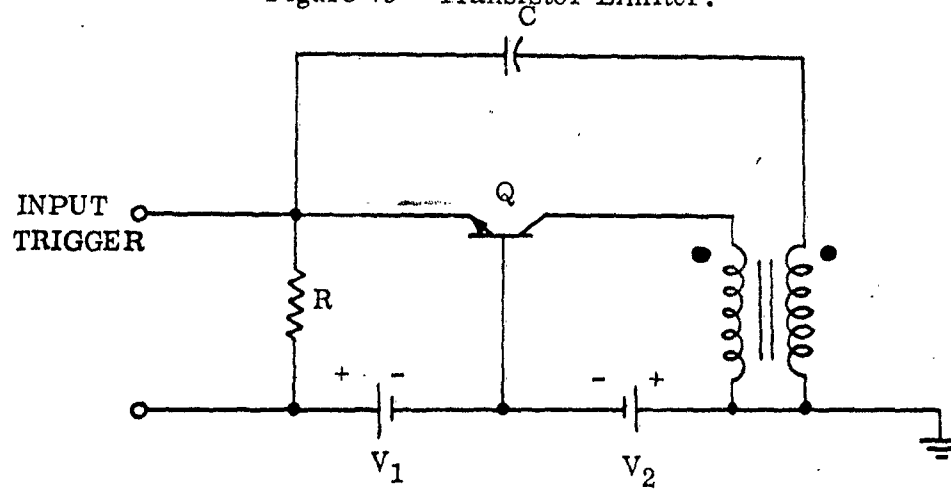 C
Q
INPUT
TRIGGER
R
+ -
- +
V1
V2